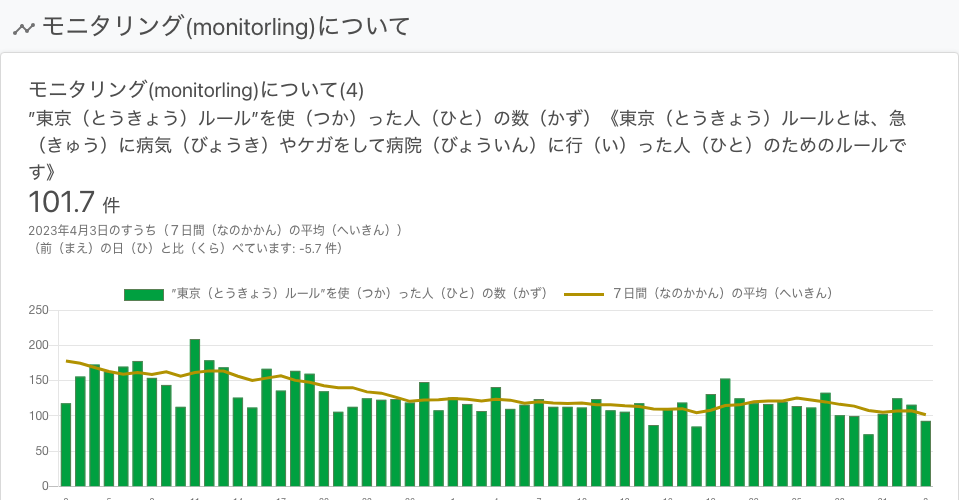 モニタリング(monitorling)について
モニタリング(monitorling)について(4)
”東京（とうきょう）ルール”を使（つか）った人（ひと）の数（かず）《東京（とうきょう）ルールとは、急
（きゅう）に病気（びょうき）やケガをして病院（びょういん）に行（い）った人（ひと）のためのルールで
す》
101.7 件
2023年4月3日のすうち（７日間（なのかかん）の平均（へいきん））
（前（まえ）の日（ひ）と比（くら）べています: -5.7 件）
”東京（とうきょう）ルール”を使（つか）った人（ひと）の数（かず）　７日間（なのかかん）の平均（へいきん）
250
200
150
100
50
0